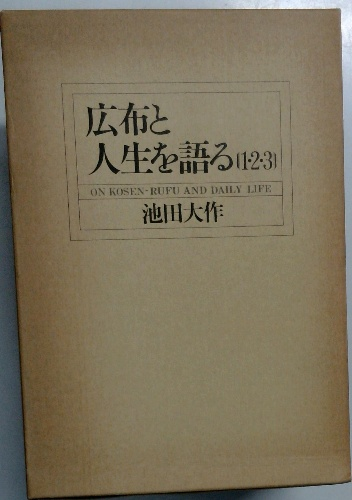 広布と
人生を語る(1・2・3)
ON KOSEN-RUFU AND DAILY LIFE
池田大作